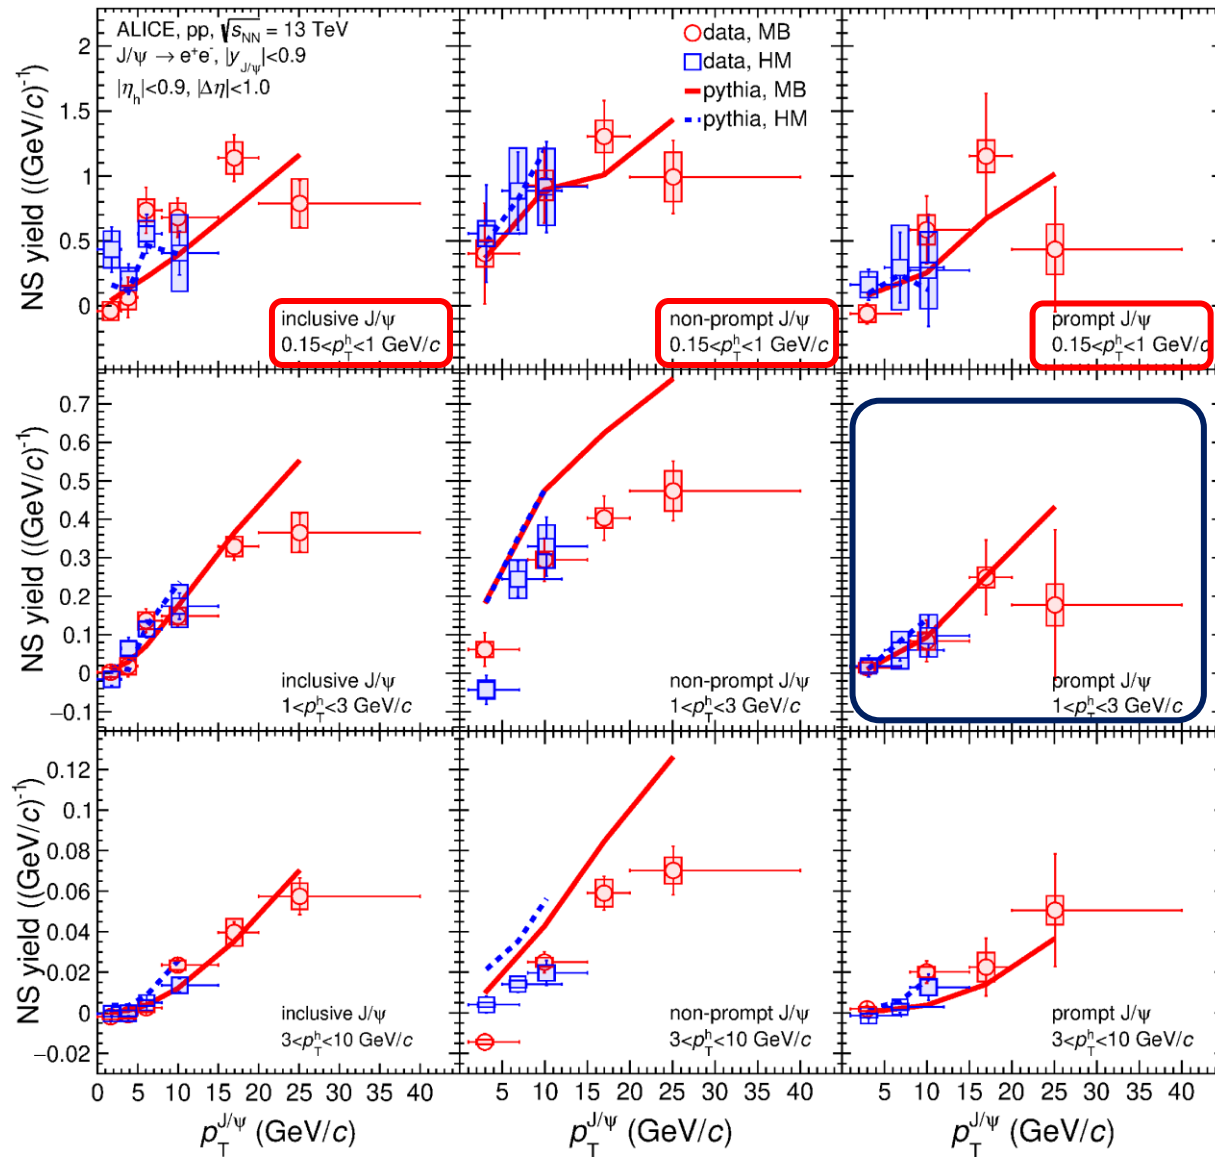 ALICE, pp, √s_NN = 13 TeV
J/ψ → e⁺e⁻, |y_J/ψ|<0.9
|η_h|<0.9, |Δη|<1.0
data, MB
data, HM
pythia, MB
pythia, HM
NS yield ((GeV/c)⁻¹)
2
1.5
1
0.5
0
inclusive J/ψ
0.15<p_T^h<1 GeV/c
non-prompt J/ψ
0.15<p_T^h<1 GeV/c
prompt J/ψ
0.15<p_T^h<1 GeV/c
NS yield ((GeV/c)⁻¹)
0.7
0.6
0.5
0.4
0.3
0.2
0.1
0
−0.1
inclusive J/ψ
1<p_T^h<3 GeV/c
non-prompt J/ψ
1<p_T^h<3 GeV/c
prompt J/ψ
1<p_T^h<3 GeV/c
NS yield ((GeV/c)⁻¹)
0.12
0.1
0.08
0.06
0.04
0.02
0
−0.02
inclusive J/ψ
3<p_T^h<10 GeV/c
non-prompt J/ψ
3<p_T^h<10 GeV/c
prompt J/ψ
3<p_T^h<10 GeV/c
0 5 10 15 20 25 30 35 40
0 5 10 15 20 25 30 35 40
0 5 10 15 20 25 30 35 40
p_T^J/ψ (GeV/c)
p_T^J/ψ (GeV/c)
p_T^J/ψ (GeV/c)